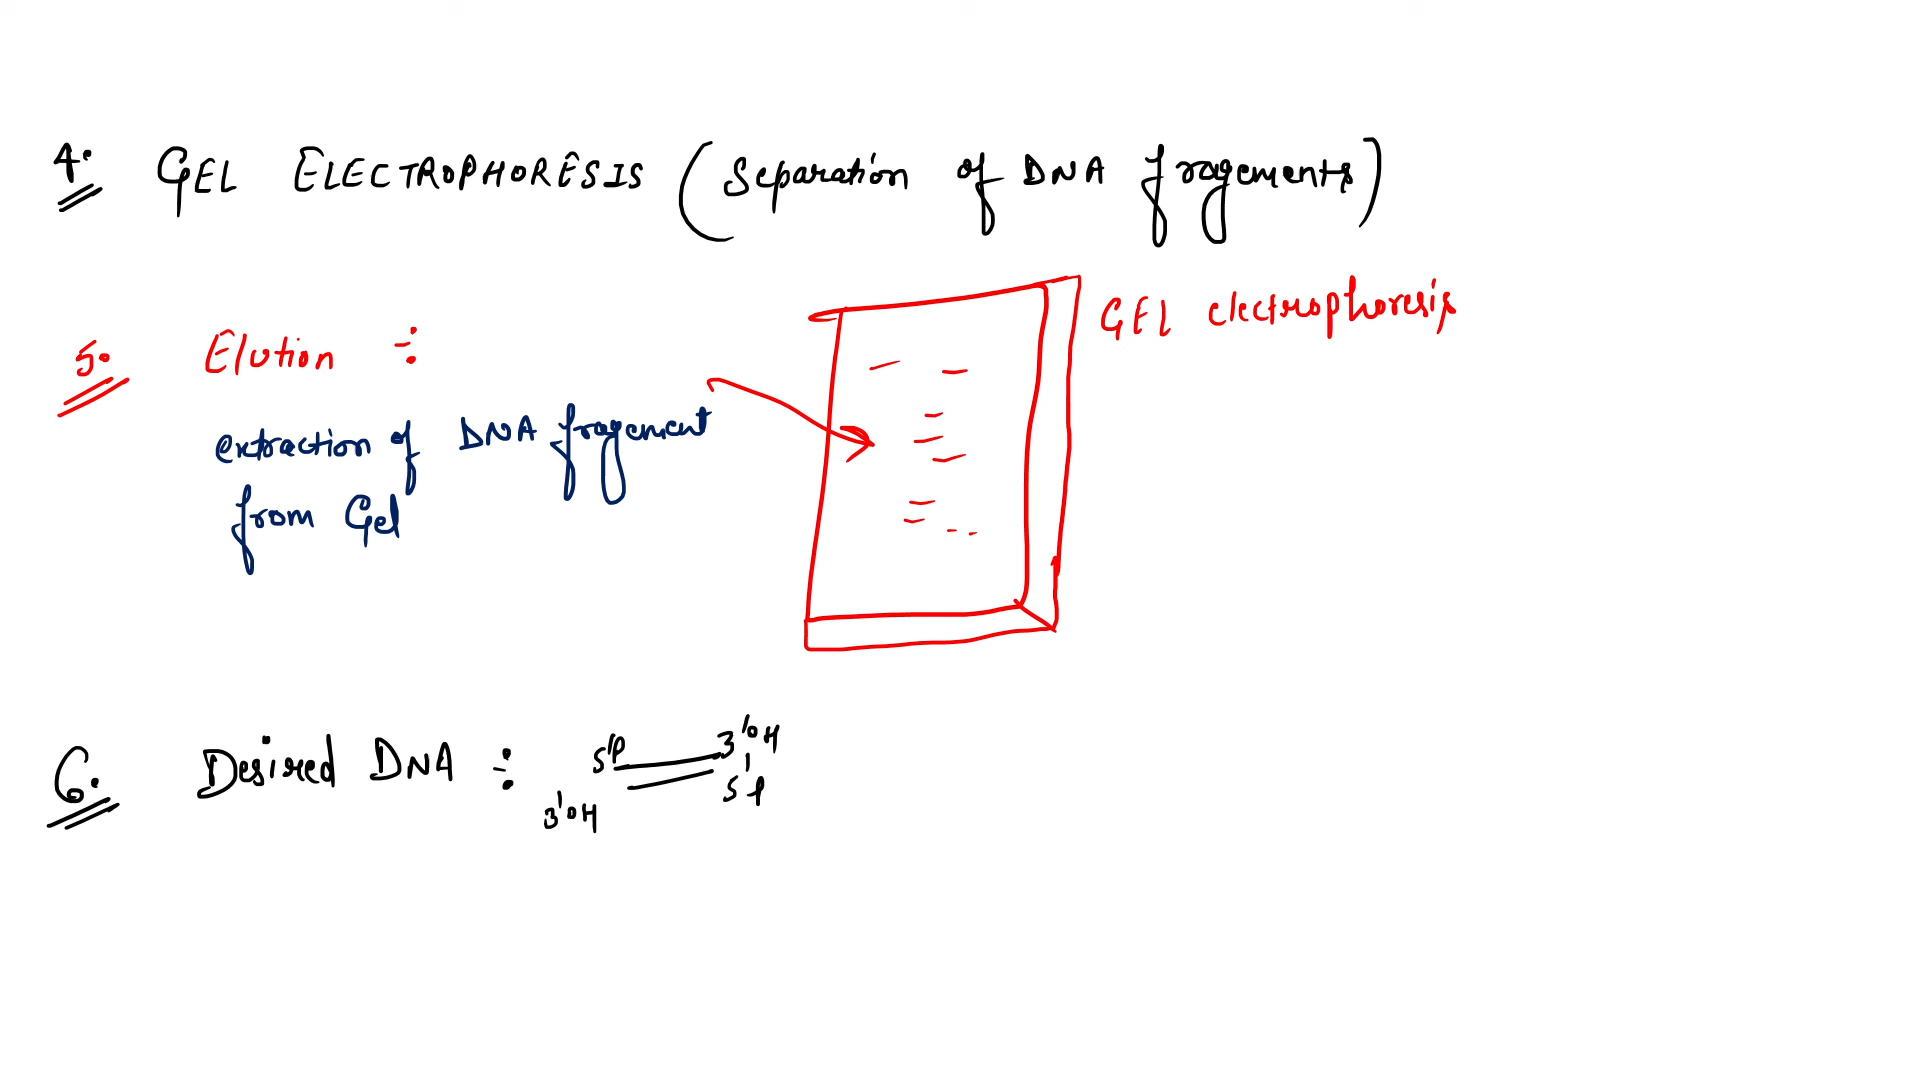 4. GEL ELECTROPHORESIS (Separation of DNA fragements)
GEL electrophoresis
5. Elution ÷
extraction of DNA fragement
from Gel
6. Desired DNA ÷ 5'P 3'OH
3'OH 5'P